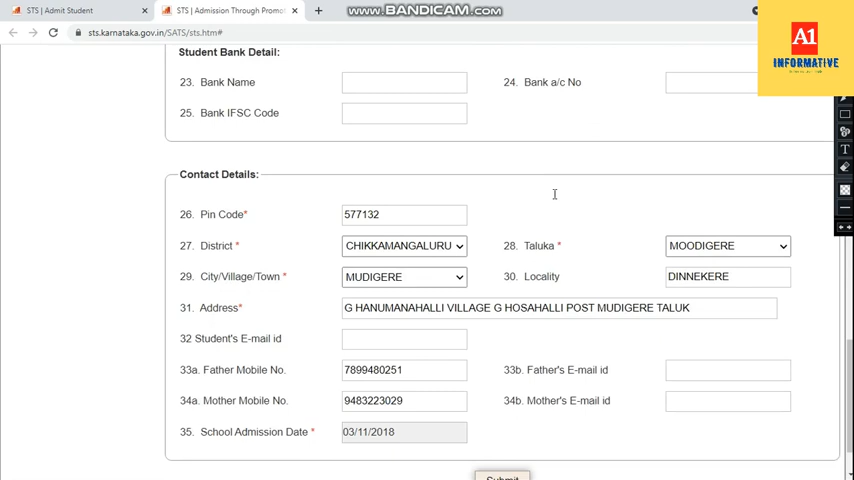 STS | Admit Student
STS | Admission Through Promo
www.BANDICAM.com
sts.karnataka.gov.in/SATS/sts.htm#
A1
INFORMATIVE
Student Bank Detail:
23. Bank Name
24. Bank a/c No
25. Bank IFSC Code
Contact Details:
26. Pin Code* 577132
27. District * CHIKKAMANGALURU
28. Taluka * MOODIGERE
29. City/Village/Town * MUDIGERE
30. Locality DINNEKERE
31. Address* G HANUMANAHALLI VILLAGE G HOSAHALLI POST MUDIGERE TALUK
32 Student's E-mail id
33a. Father Mobile No. 7899480251
33b. Father's E-mail id
34a. Mother Mobile No. 9483223029
34b. Mother's E-mail id
35. School Admission Date * 03/11/2018
Submit